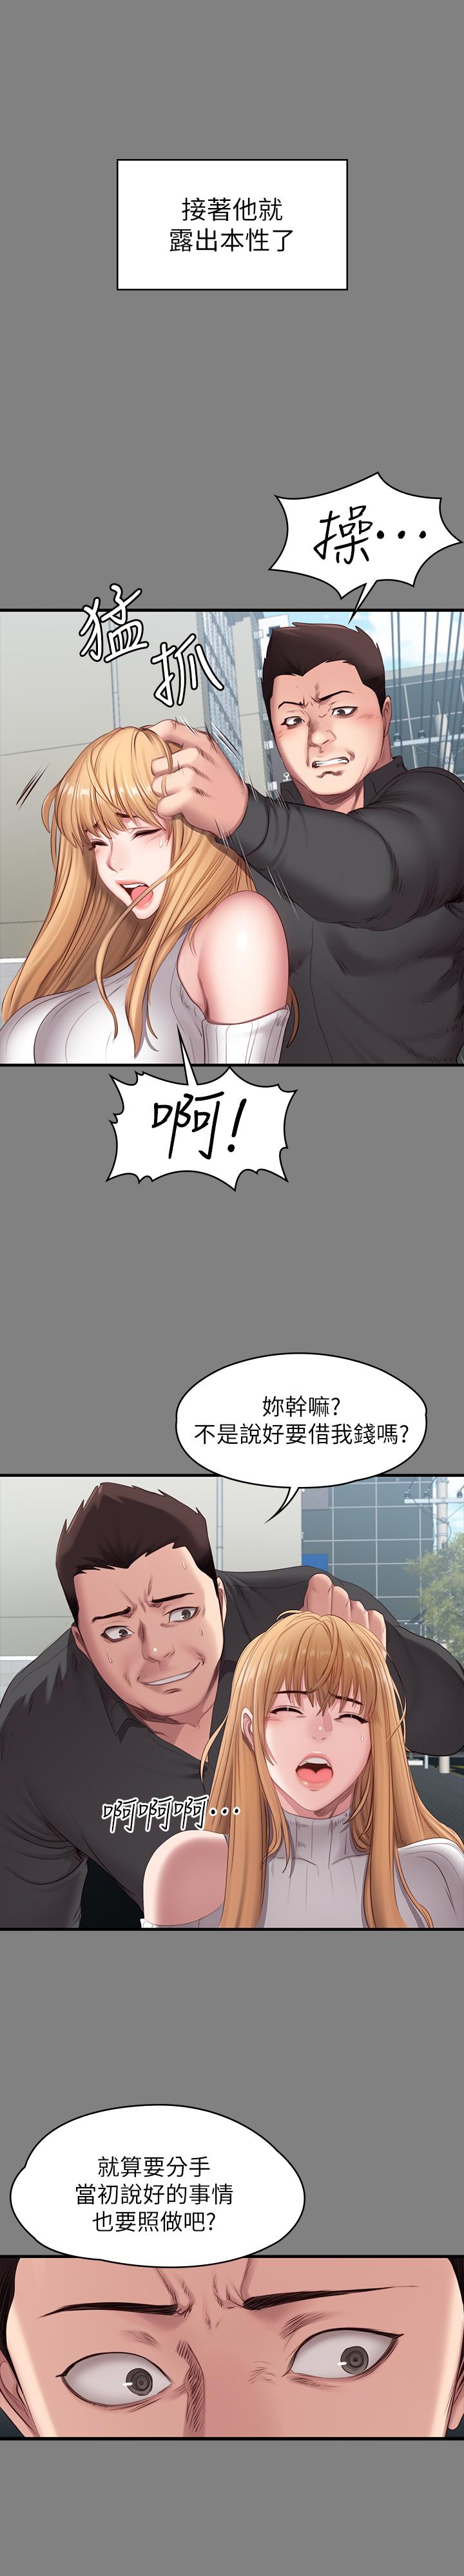 接著他就
露出本性了
操···
猛抓
啊!
妳幹嘛?
不是說好要借我錢嗎?
啊啊啊···
就算要分手
當初說好的事情
也要照做吧?